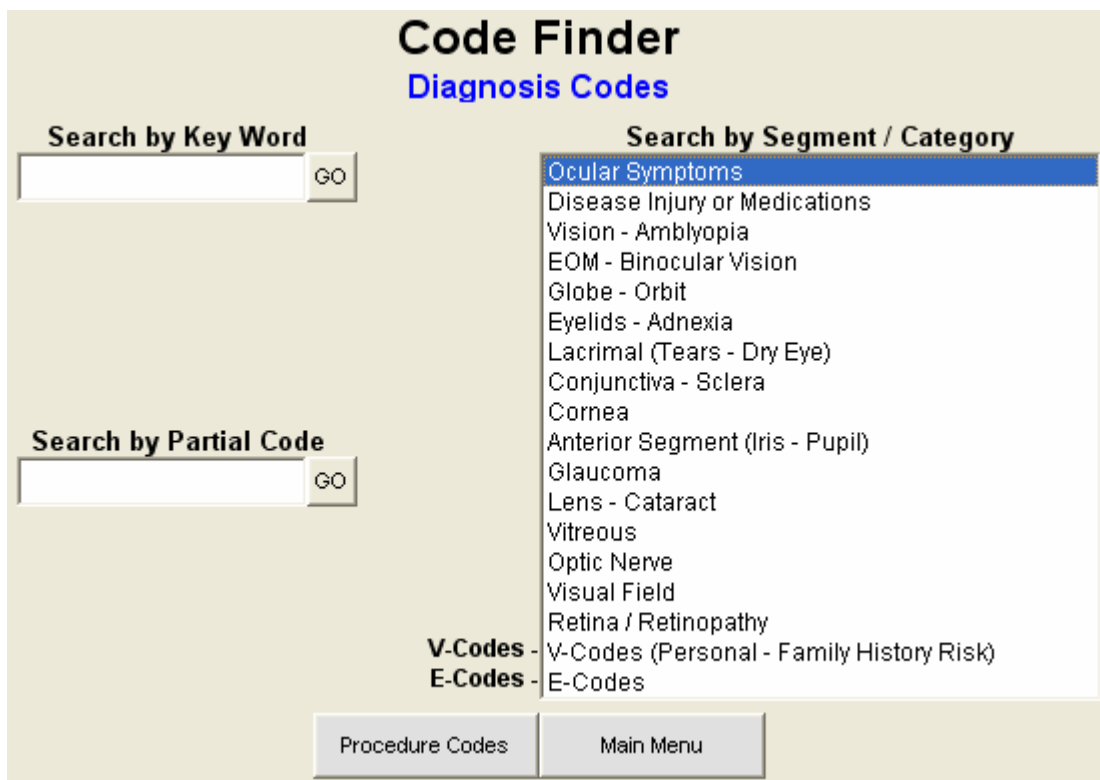 Code Finder
Diagnosis Codes
Search by Key Word
GO
Search by Partial Code
GO
Search by Segment / Category
Ocular Symptoms
Disease Injury or Medications
Vision - Amblyopia
EOM - Binocular Vision
Globe - Orbit
Eyelids - Adnexia
Lacrimal (Tears - Dry Eye)
Conjunctiva - Sclera
Cornea
Anterior Segment (Iris - Pupil)
Glaucoma
Lens - Cataract
Vitreous
Optic Nerve
Visual Field
Retina / Retinopathy
V-Codes - V-Codes (Personal - Family History Risk)
E-Codes - E-Codes
Procedure Codes
Main Menu